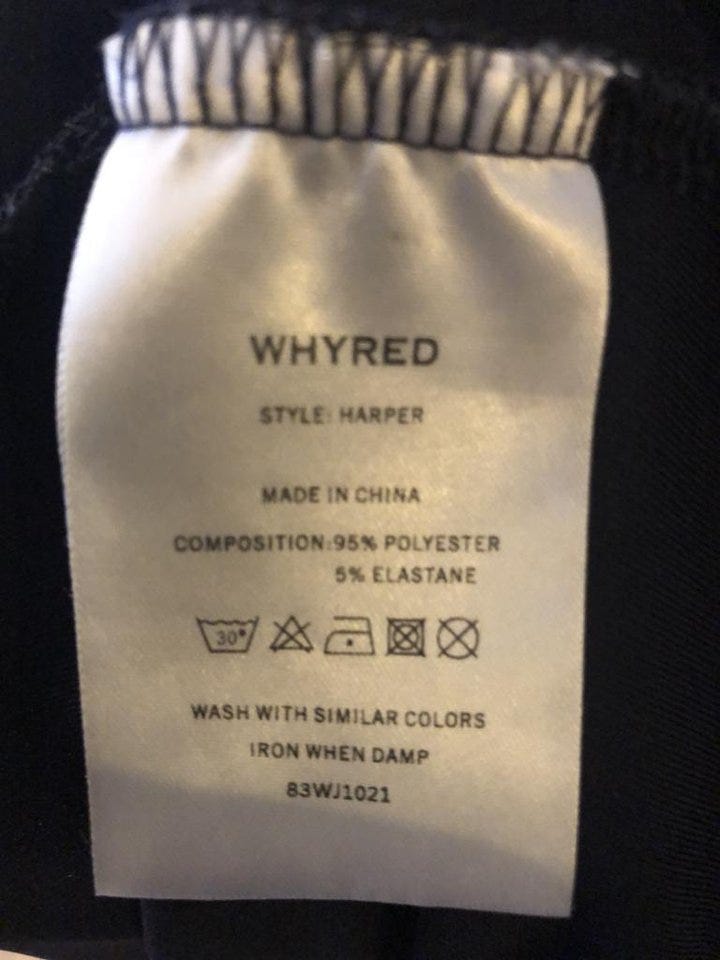 WHYRED
STYLE: HARPER
MADE IN CHINA
COMPOSITION:95% POLYESTER
5% ELASTANE
30°
WASH WITH SIMILAR COLORS
IRON WHEN DAMP
83WJ1021